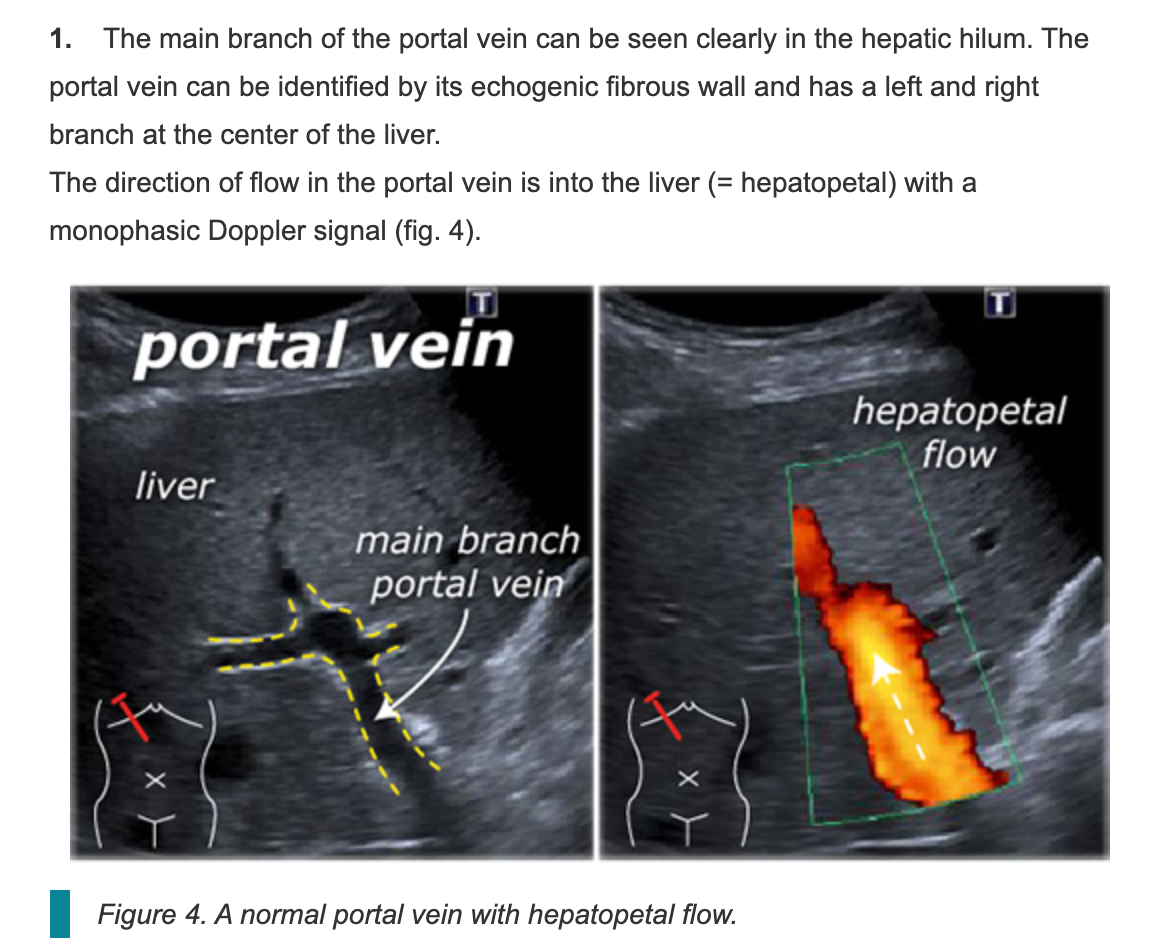 1. The main branch of the portal vein can be seen clearly in the hepatic hilum. The
portal vein can be identified by its echogenic fibrous wall and has a left and right
branch at the center of the liver.
The direction of flow in the portal vein is into the liver (= hepatopetal) with a
monophasic Doppler signal (fig. 4).
T
portal vein
liver
main branch
portal vein
T
hepatopetal
flow
Figure 4. A normal portal vein with hepatopetal flow.